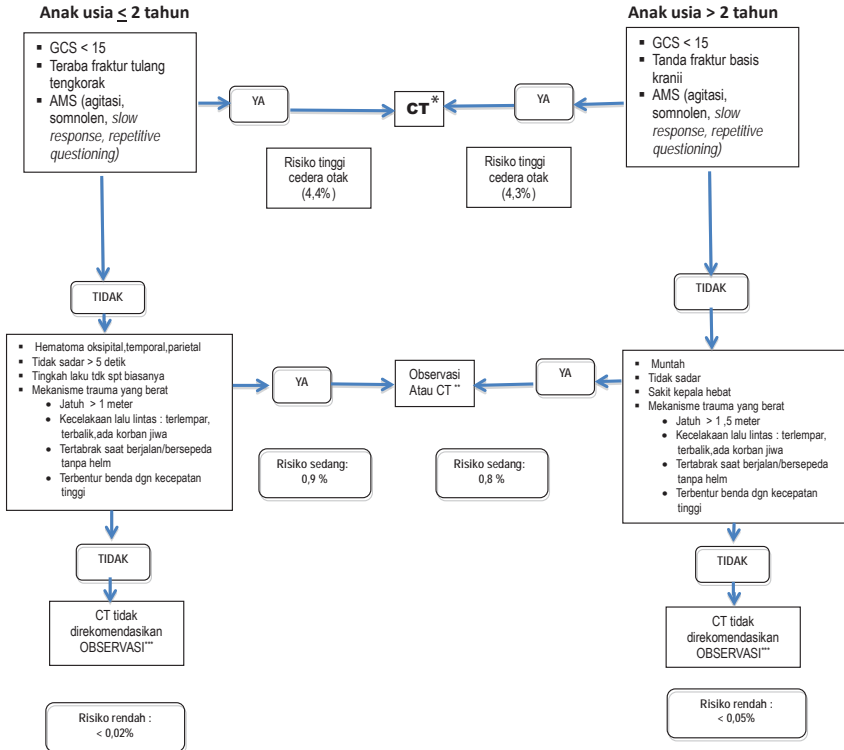 Anak usia ≤ 2 tahun
▪ GCS < 15
▪ Teraba fraktur tulang
tengkorak
▪ AMS (agitasi,
somnolen, slow
response, repetitive
questioning)
YA
CT*
YA
Anak usia > 2 tahun
▪ GCS < 15
▪ Tanda fraktur basis
kranii
▪ AMS (agitasi,
somnolen, slow
response, repetitive
questioning)
Risiko tinggi
cedera otak
(4,4%)
Risiko tinggi
cedera otak
(4,3%)
TIDAK
TIDAK
▪ Hematoma oksipital,temporal,parietal
▪ Tidak sadar > 5 detik
▪ Tingkah laku tdk spt biasanya
▪ Mekanisme trauma yang berat
• Jatuh > 1 meter
• Kecelakaan lalu lintas : terlempar,
terbalik,ada korban jiwa
• Tertabrak saat berjalan/bersepeda
tanpa helm
• Terbentur benda dgn kecepatan
tinggi
YA
Observasi
Atau CT **
YA
▪ Muntah
▪ Tidak sadar
▪ Sakit kepala hebat
▪ Mekanisme trauma yang berat
• Jatuh > 1 ,5 meter
• Kecelakaan lalu lintas : terlempar,
terbalik,ada korban jiwa
• Tertabrak saat berjalan/bersepeda
tanpa helm
• Terbentur benda dgn kecepatan
tinggi
Risiko sedang:
0,9 %
Risiko sedang:
0,8 %
TIDAK
TIDAK
CT tidak
direkomendasikan
OBSERVASI***
CT tidak
direkomendasikan
OBSERVASI***
Risiko rendah :
< 0,02%
Risiko rendah :
< 0,05%